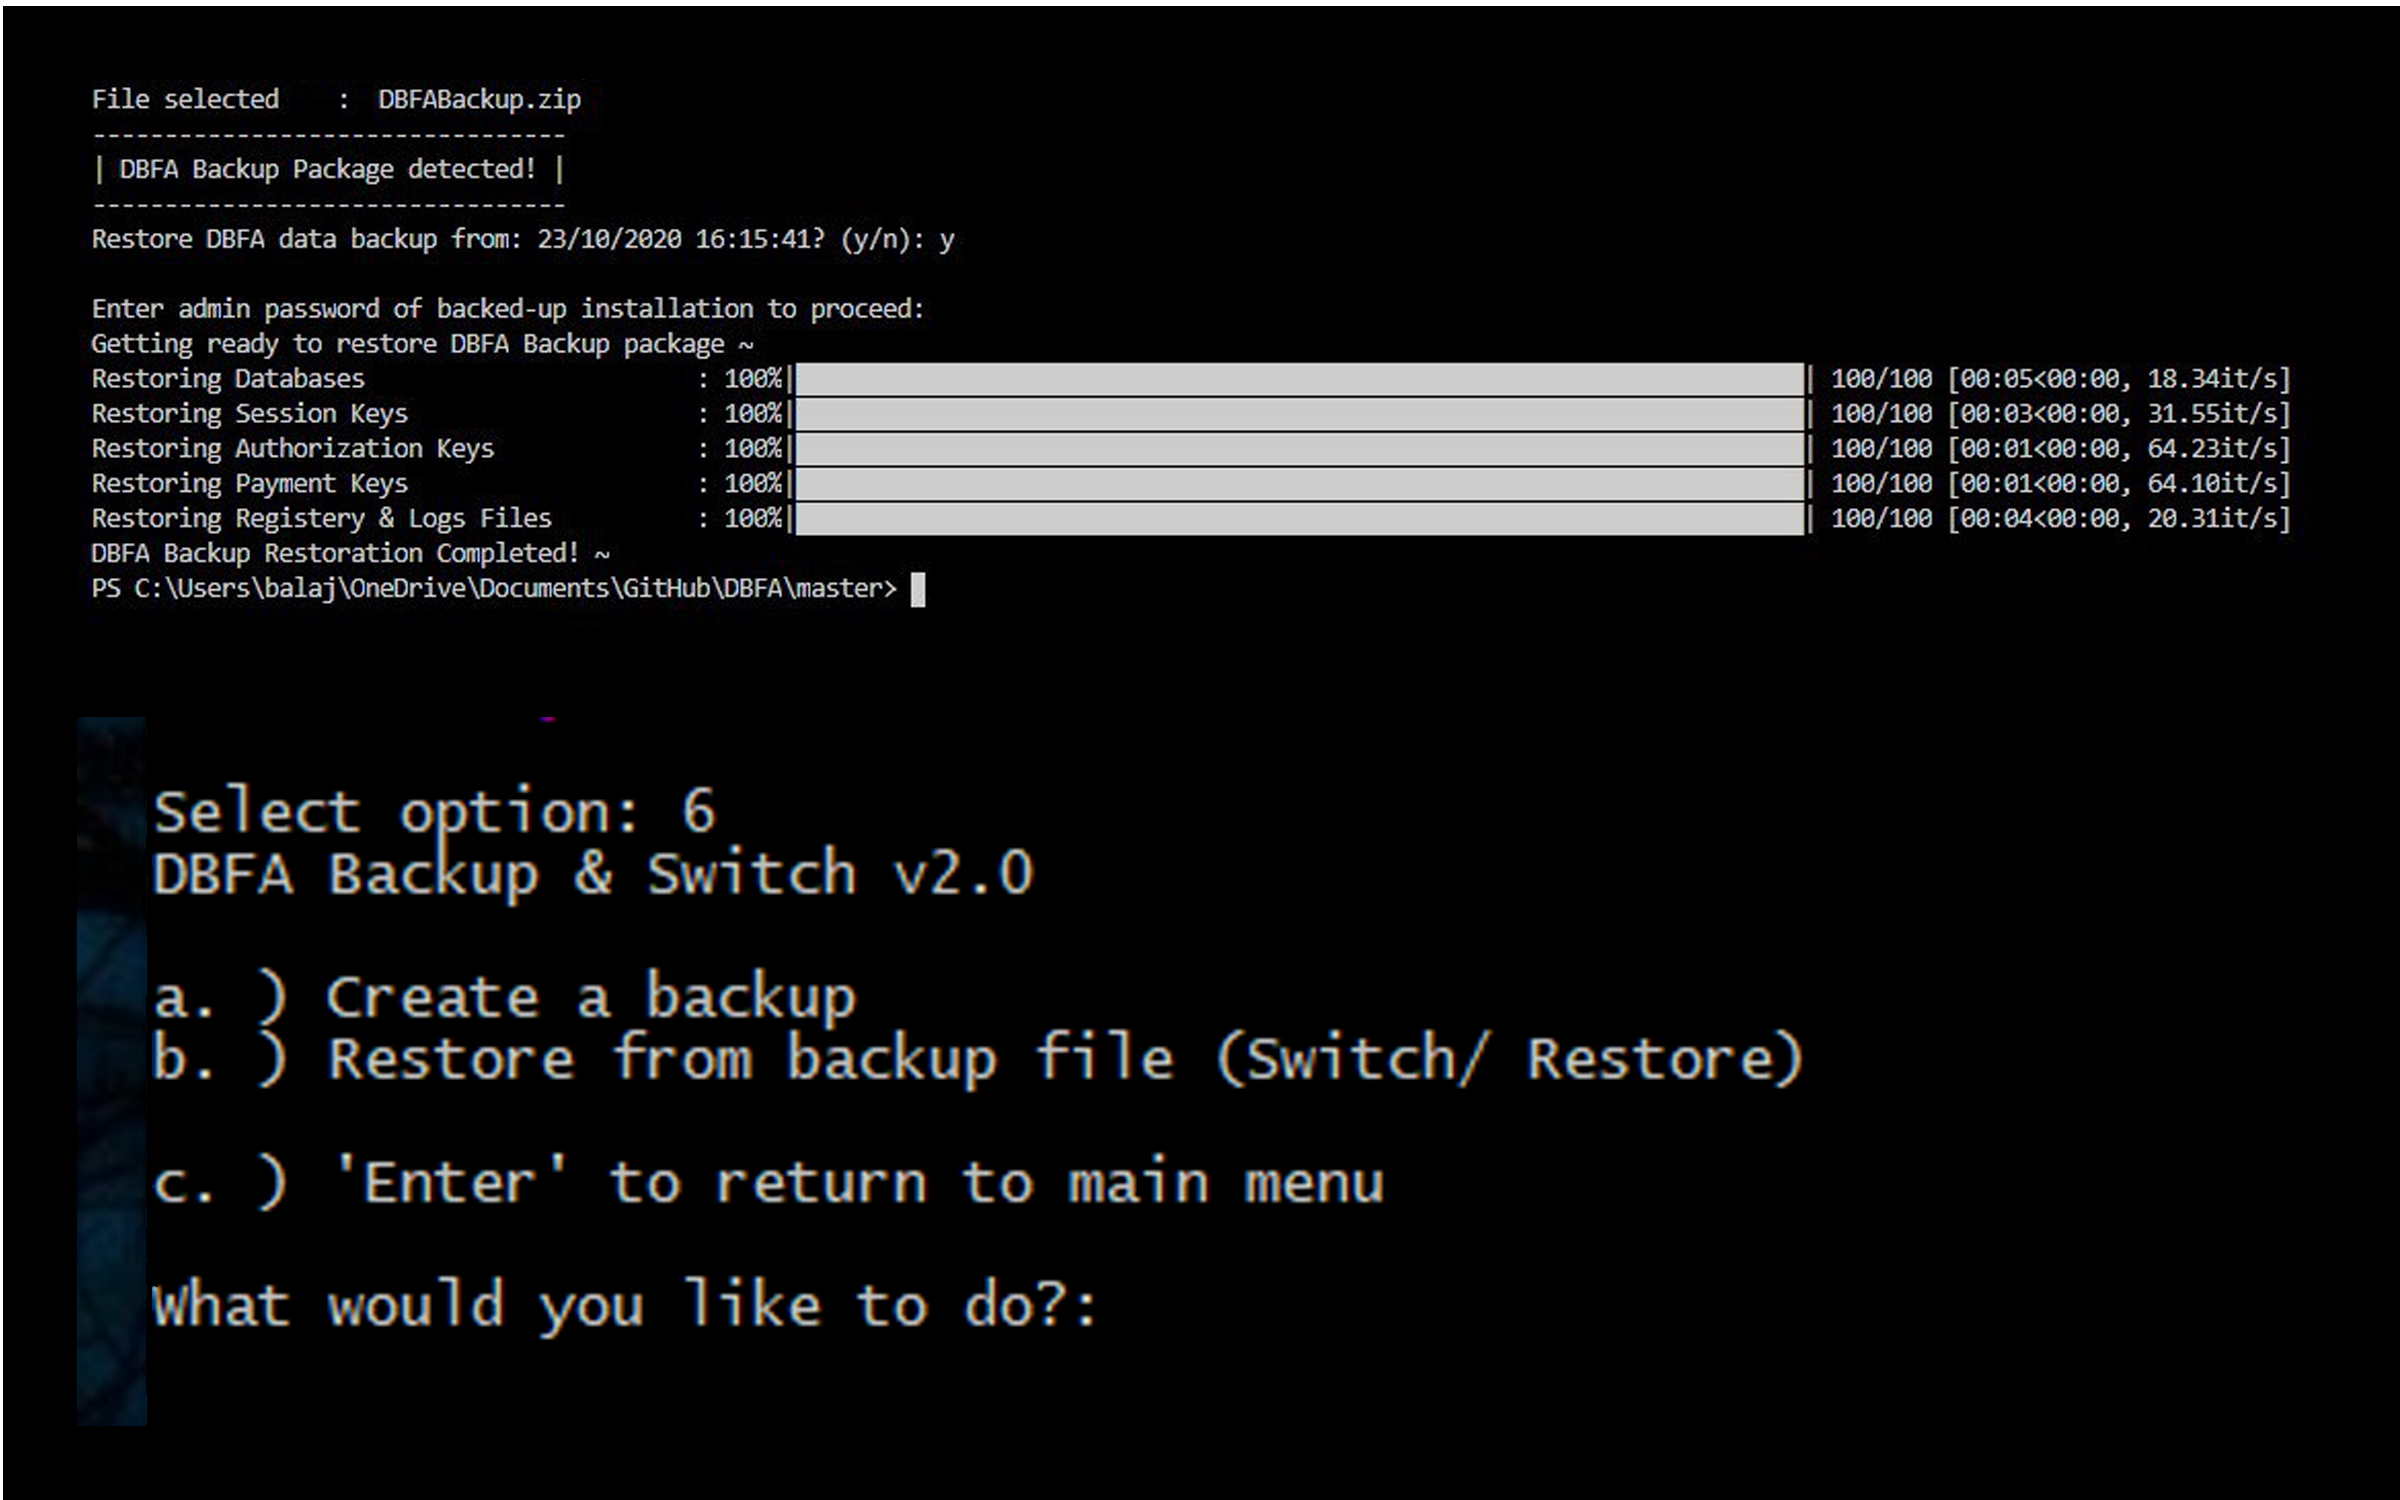 File selected    :  DBFABackup.zip
---------------------------------
| DBFA Backup Package detected! |
---------------------------------
Restore DBFA data backup from: 23/10/2020 16:15:41? (y/n): y
Enter admin password of backed-up installation to proceed:
Getting ready to restore DBFA Backup package ~
Restoring Databases                       : 100%| | 100/100 [00:05<00:00, 18.34it/s]
Restoring Session Keys                    : 100%| | 100/100 [00:03<00:00, 31.55it/s]
Restoring Authorization Keys              : 100%| | 100/100 [00:01<00:00, 64.23it/s]
Restoring Payment Keys                    : 100%| | 100/100 [00:01<00:00, 64.10it/s]
Restoring Registery & Logs Files          : 100%| | 100/100 [00:04<00:00, 20.31it/s]
DBFA Backup Restoration Completed! ~
PS C:\Users\balaj\OneDrive\Documents\GitHub\DBFA\master>
Select option: 6
DBFA Backup & Switch v2.0
a. ) Create a backup
b. ) Restore from backup file (Switch/ Restore)
c. ) 'Enter' to return to main menu
What would you like to do?: